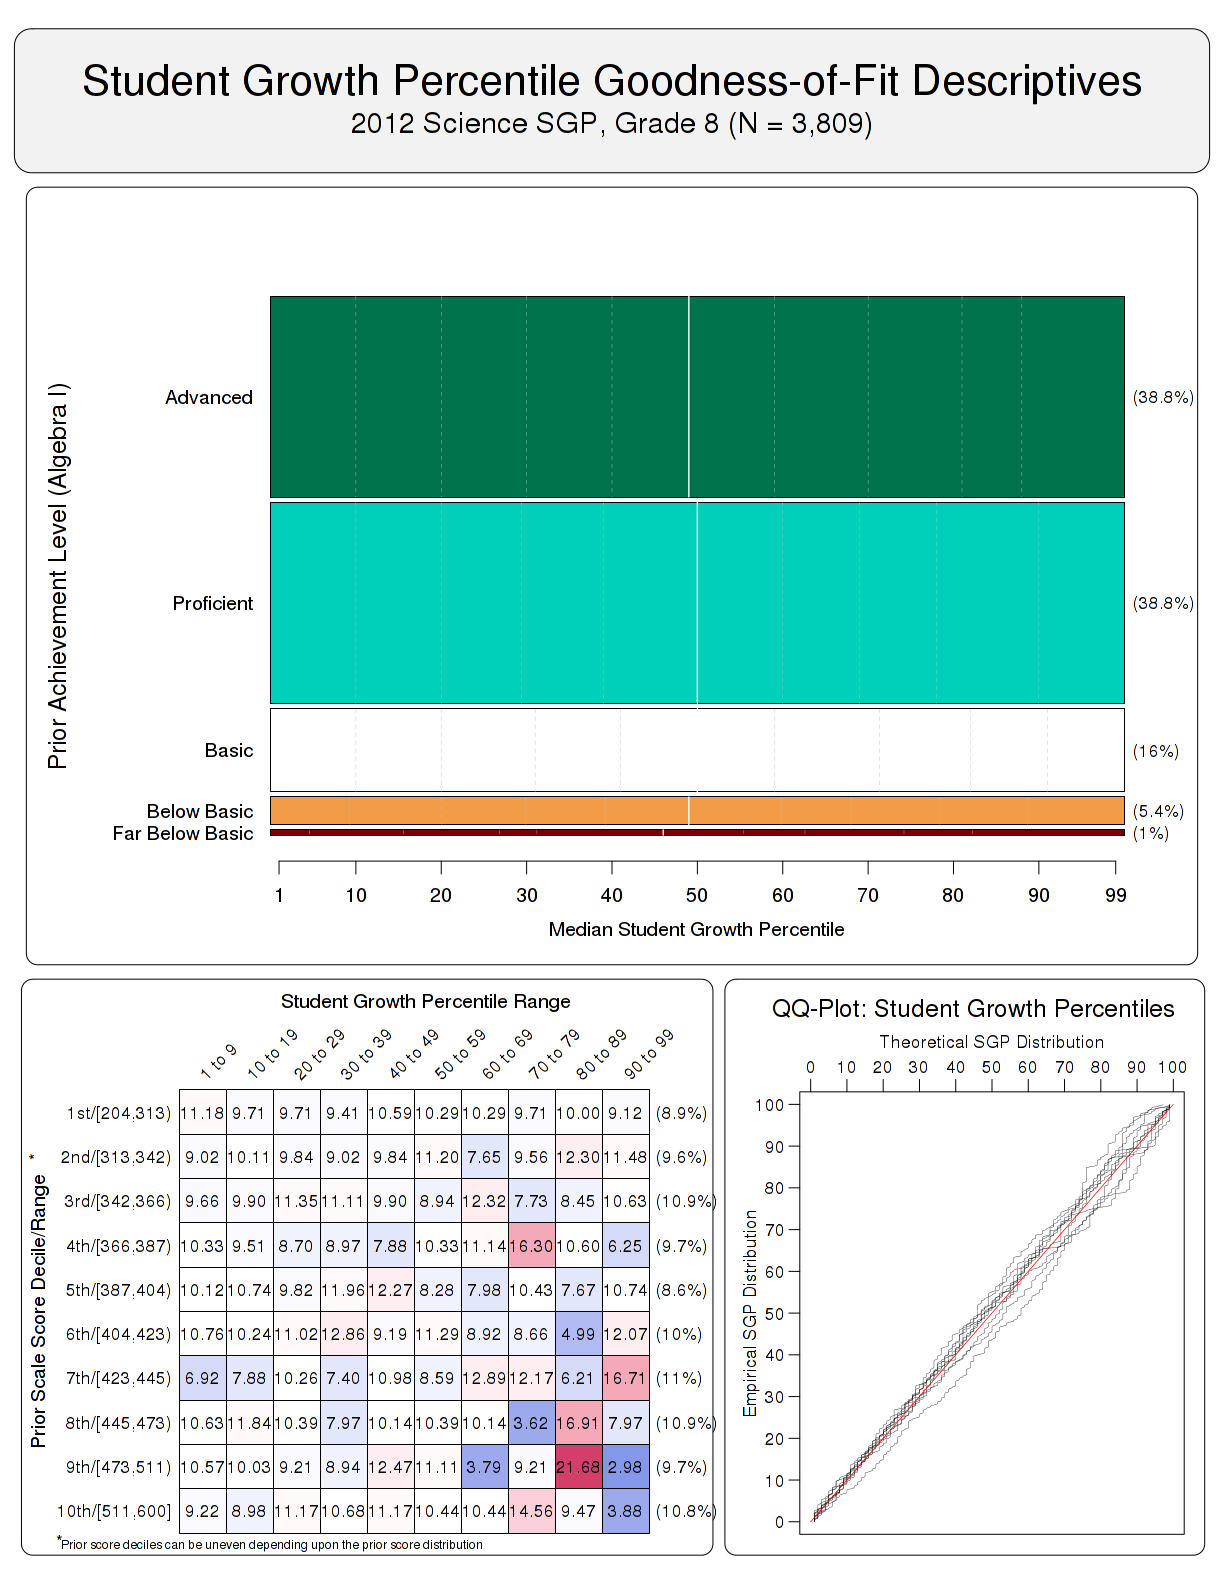 Student Growth Percentile Goodness-of-Fit Descriptives
2012 Science SGP, Grade 8 (N = 3,809)
Prior Achievement Level (Algebra I)
Advanced (38.8%)
Proficient (38.8%)
Basic (16%)
Below Basic (5.4%)
Far Below Basic (1%)
1 10 20 30 40 50 60 70 80 90 99
Median Student Growth Percentile
Student Growth Percentile Range
1 to 9 10 to 19 20 to 29 30 to 39 40 to 49 50 to 59 60 to 69 70 to 79 80 to 89 90 to 99
Prior Scale Score Decile/Range *
1st/[204,313) 11.18 9.71 9.71 9.41 10.59 10.29 10.29 9.71 10.00 9.12 (8.9%)
2nd/[313,342) 9.02 10.11 9.84 9.02 9.84 11.20 7.65 9.56 12.30 11.48 (9.6%)
3rd/[342,366) 9.66 9.90 11.35 11.11 9.90 8.94 12.32 7.73 8.45 10.63 (10.9%)
4th/[366,387) 10.33 9.51 8.70 8.97 7.88 10.33 11.14 16.30 10.60 6.25 (9.7%)
5th/[387,404) 10.12 10.74 9.82 11.96 12.27 8.28 7.98 10.43 7.67 10.74 (8.6%)
6th/[404,423) 10.76 10.24 11.02 12.86 9.19 11.29 8.92 8.66 4.99 12.07 (10%)
7th/[423,445) 6.92 7.88 10.26 7.40 10.98 8.59 12.89 12.17 6.21 16.71 (11%)
8th/[445,473) 10.63 11.84 10.39 7.97 10.14 10.39 10.14 3.62 16.91 7.97 (10.9%)
9th/[473,511) 10.57 10.03 9.21 8.94 12.47 11.11 3.79 9.21 21.68 2.98 (9.7%)
10th/[511,600] 9.22 8.98 11.17 10.68 11.17 10.44 10.44 14.56 9.47 3.88 (10.8%)
*Prior score deciles can be uneven depending upon the prior score distribution
QQ-Plot: Student Growth Percentiles
Theoretical SGP Distribution
0 10 20 30 40 50 60 70 80 90 100
Empirical SGP Distribution
100
90
80
70
60
50
40
30
20
10
0